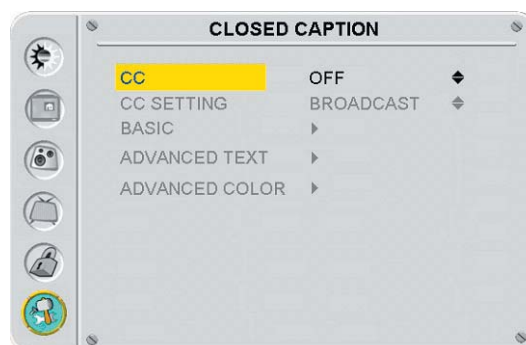 CLOSED CAPTION
CC OFF
CC SETTING BROADCAST
BASIC
ADVANCED TEXT
ADVANCED COLOR